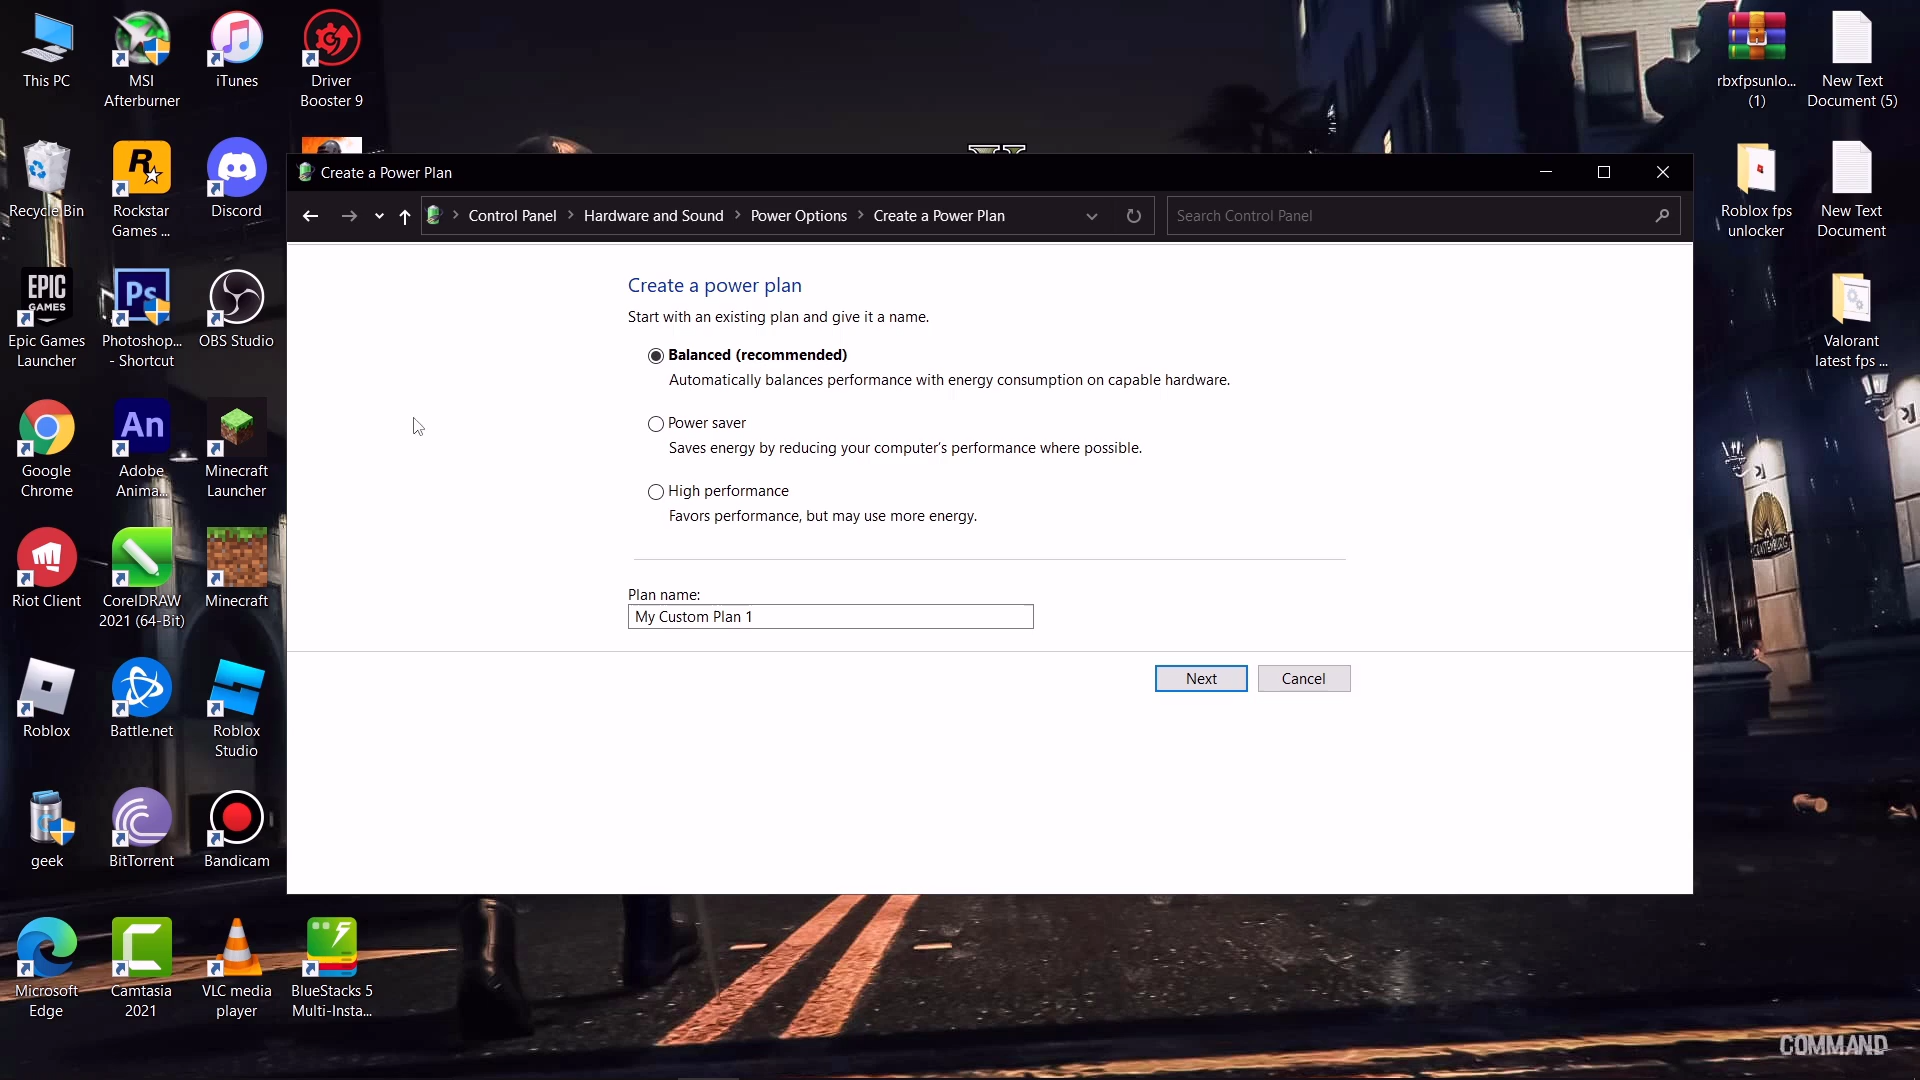 This PC
MSI
Afterburner
iTunes
Driver
Booster 9
rbxfpsunlo...
(1)
New Text
Document (5)
Recycle Bin
Rockstar
Games ...
Discord
Roblox fps
unlocker
New Text
Document
EPIC
GAMES
Epic Games
Launcher
Ps
Photoshop...
- Shortcut
OBS Studio
Valorant
latest fps ...
Google
Chrome
An
Adobe
Anima...
Minecraft
Launcher
Riot Client
CorelDRAW
2021 (64-Bit)
Minecraft
Roblox
Battle.net
Roblox
Studio
geek
BitTorrent
Bandicam
Microsoft
Edge
Camtasia
2021
VLC media
player
BlueStacks 5
Multi-Insta...
Create a Power Plan
Control Panel > Hardware and Sound > Power Options > Create a Power Plan
Search Control Panel
Create a power plan
Start with an existing plan and give it a name.
Balanced (recommended)
Automatically balances performance with energy consumption on capable hardware.
Power saver
Saves energy by reducing your computer's performance where possible.
High performance
Favors performance, but may use more energy.
Plan name:
My Custom Plan 1
Next
Cancel
COMMAND